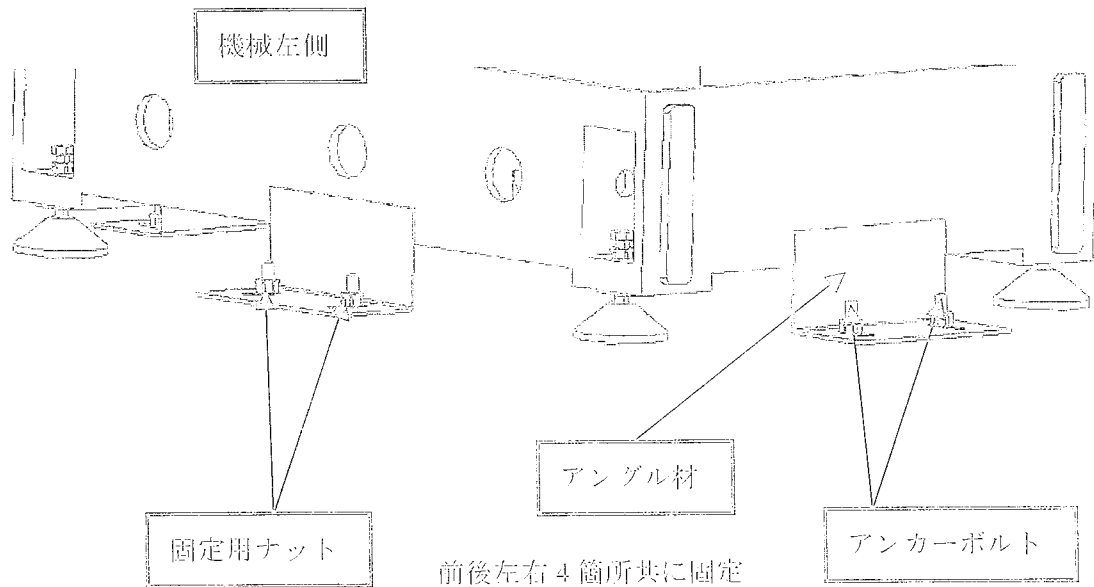 機械左側
アングル材
固定用ナット
アンカーボルト
前後左右4箇所共に固定